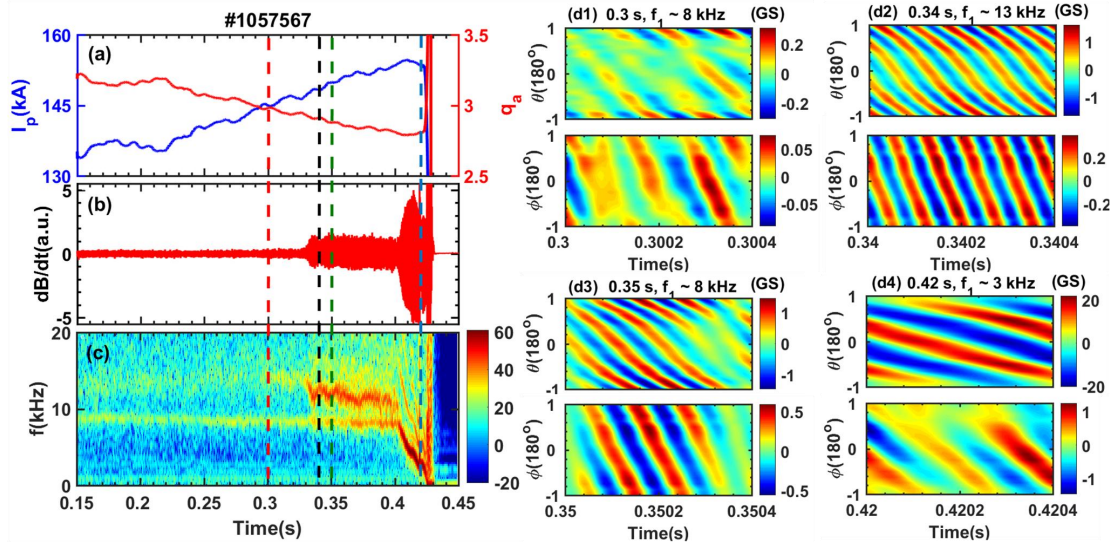 #1057567
(a)
160
145
130
I_p(kA)
3.5
3
2.5
q_a
(b)
5
0
-5
dB/dt(a.u.)
(c)
20
10
0
f(kHz)
60
40
20
0
-20
0.15 0.2 0.25 0.3 0.35 0.4 0.45
Time(s)
(d1) 0.3 s, f₁ ~ 8 kHz (GS)
1
0
-1
θ(180°)
0.2
0
-0.2
1
0
-1
ϕ(180°)
0.05
0
-0.05
0.3 0.3002 0.3004
Time(s)
(d2) 0.34 s, f₁ ~ 13 kHz (GS)
1
0
-1
θ(180°)
1
0
-1
1
0
-1
ϕ(180°)
0.2
0
-0.2
0.34 0.3402 0.3404
Time(s)
(d3) 0.35 s, f₁ ~ 8 kHz (GS)
1
0
-1
θ(180°)
1
0
-1
1
0
-1
ϕ(180°)
0.5
0
-0.5
0.35 0.3502 0.3504
Time(s)
(d4) 0.42 s, f₁ ~ 3 kHz (GS)
1
0
-1
θ(180°)
20
0
-20
1
0
-1
ϕ(180°)
1
0
-1
0.42 0.4202 0.4204
Time(s)